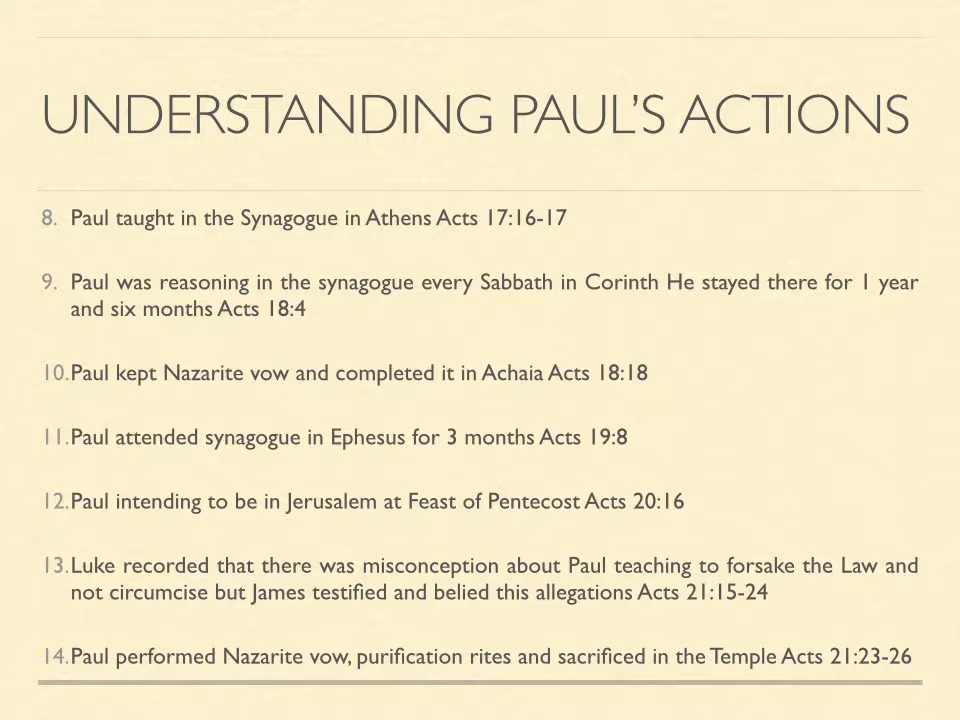 UNDERSTANDING PAUL’S ACTIONS
8. Paul taught in the Synagogue in Athens Acts 17:16-17
9. Paul was reasoning in the synagogue every Sabbath in Corinth He stayed there for 1 year
and six months Acts 18:4
10. Paul kept Nazarite vow and completed it in Achaia Acts 18:18
11. Paul attended synagogue in Ephesus for 3 months Acts 19:8
12. Paul intending to be in Jerusalem at Feast of Pentecost Acts 20:16
13. Luke recorded that there was misconception about Paul teaching to forsake the Law and
not circumcise but James testified and belied this allegations Acts 21:15-24
14. Paul performed Nazarite vow, purification rites and sacrificed in the Temple Acts 21:23-26